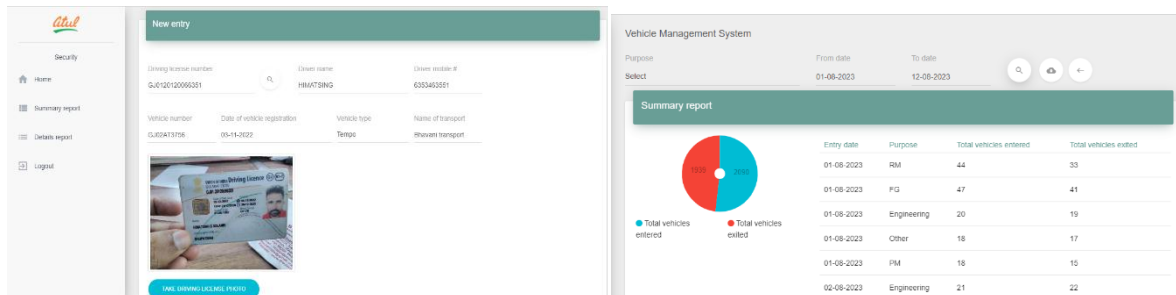 atul
Security
Home
Summary report
Details report
Logout
New entry
Driving license number
Driver name
Driver mobile #
GJ0120120066351
HIMATSING
6353463581
Vehicle number
Date of vehicle registration
Vehicle type
Name of transport
GJ02AT3756
03-11-2022
Tempo
Bhavani transport
Driving Licence
TAKE DRIVING LICENSE PHOTO
Vehicle Management System
Purpose
From date
To date
Select
01-08-2023
12-08-2023
Summary report
1935
Total vehicles entered
Total vehicles exited
Entry date Purpose Total vehicles entered Total vehicles exited
01-08-2023 RM 44 33
01-08-2023 FG 47 41
01-08-2023 Engineering 20 19
01-08-2023 Other 18 17
01-08-2023 PM 18 15
02-08-2023 Engineering 21 22